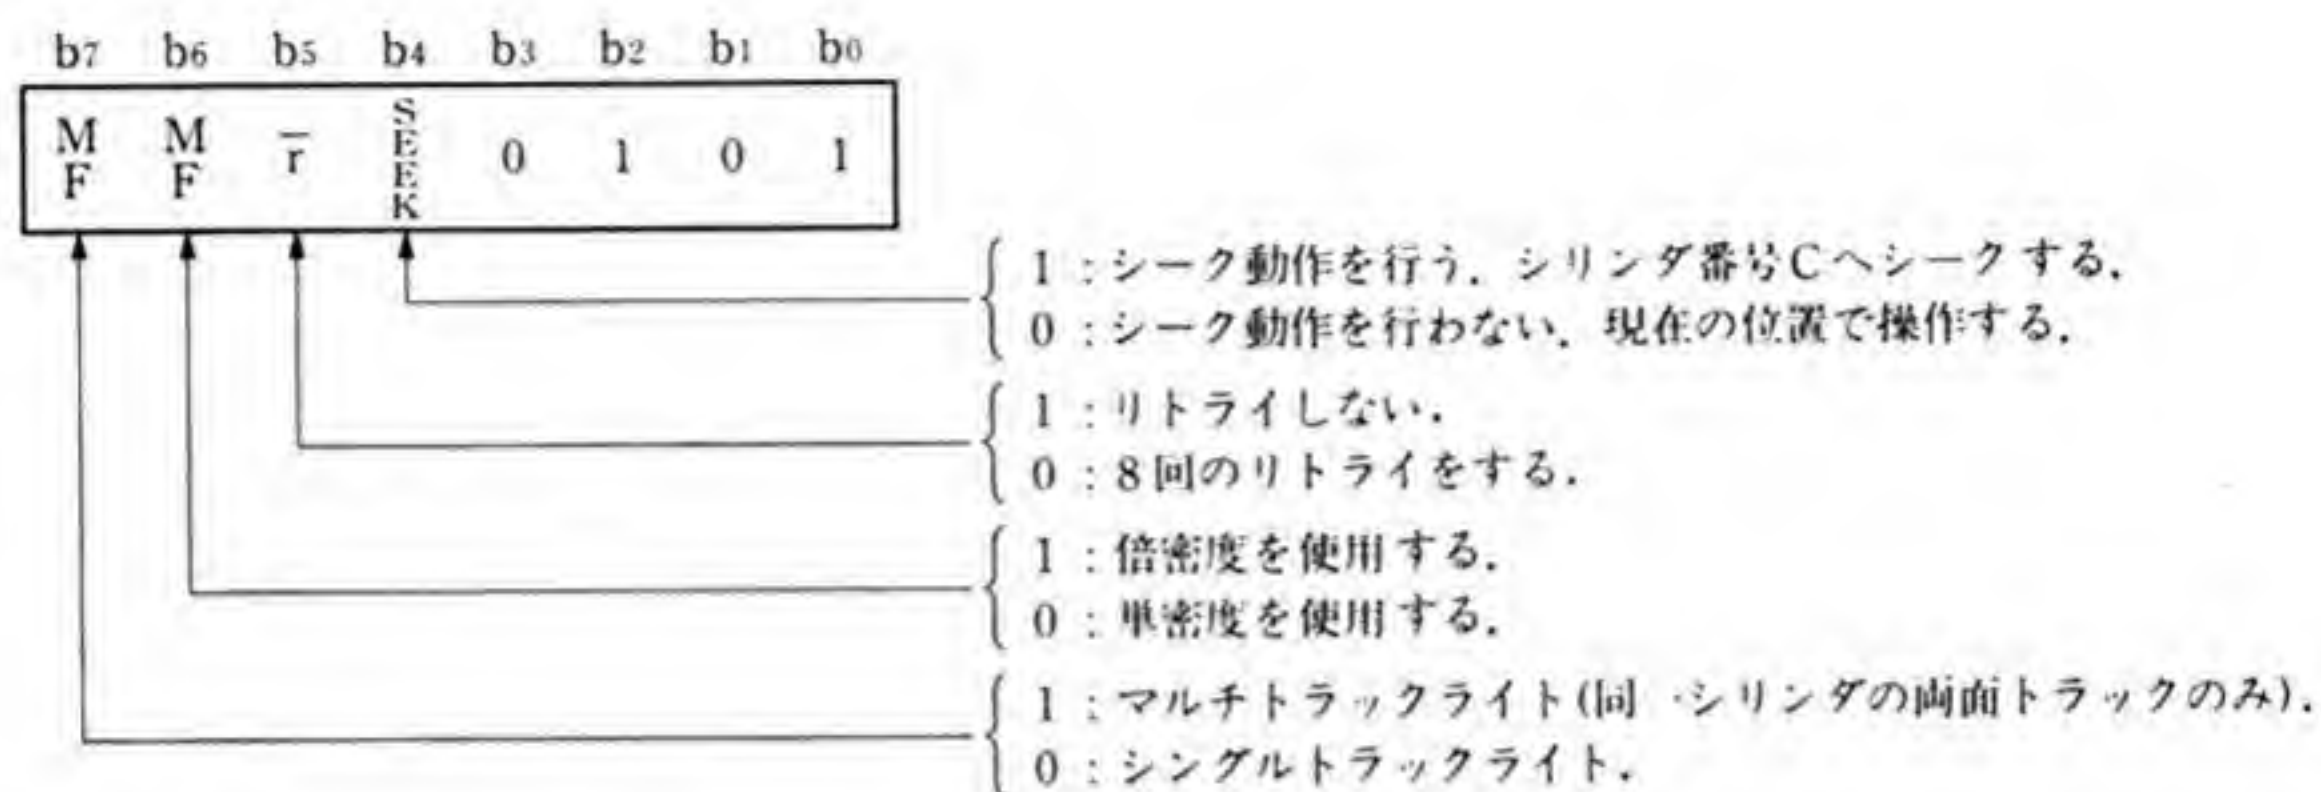 b7 b6 b5 b4 b3 b2 b1 b0
MF MF r̅ SEEK 0 1 0 1
1:シーク動作を行う.シリンダ番号Cへシークする.
0:シーク動作を行わない.現在の位置で操作する.
1:リトライしない.
0:8回のリトライをする.
1:倍密度を使用する.
0:単密度を使用する.
1:マルチトラックライト(同一シリンダの両面トラックのみ).
0:シングルトラックライト.